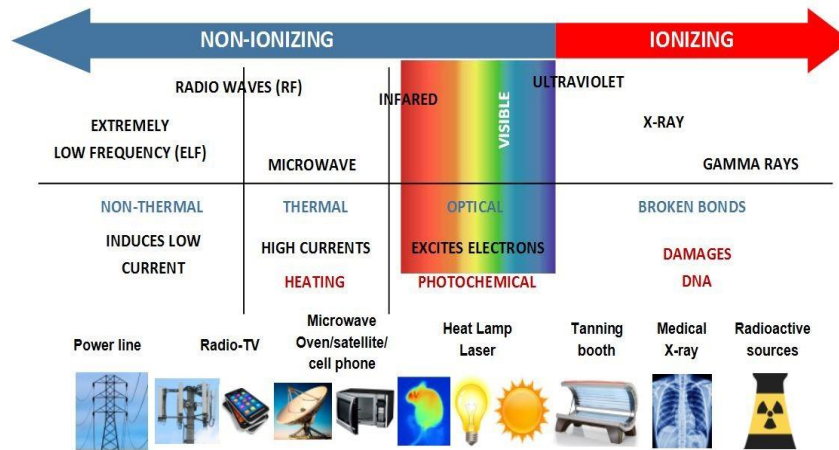 NON-IONIZING
IONIZING
RADIO WAVES (RF)
INFARED
VISIBLE
ULTRAVIOLET
EXTREMELY
LOW FREQUENCY (ELF)
MICROWAVE
X-RAY
GAMMA RAYS
NON-THERMAL
THERMAL
OPTICAL
BROKEN BONDS
INDUCES LOW
CURRENT
HIGH CURRENTS
HEATING
EXCITES ELECTRONS
PHOTOCHEMICAL
DAMAGES
DNA
Power line
Radio-TV
Microwave
Oven/satellite/
cell phone
Heat Lamp
Laser
Tanning
booth
Medical
X-ray
Radioactive
sources